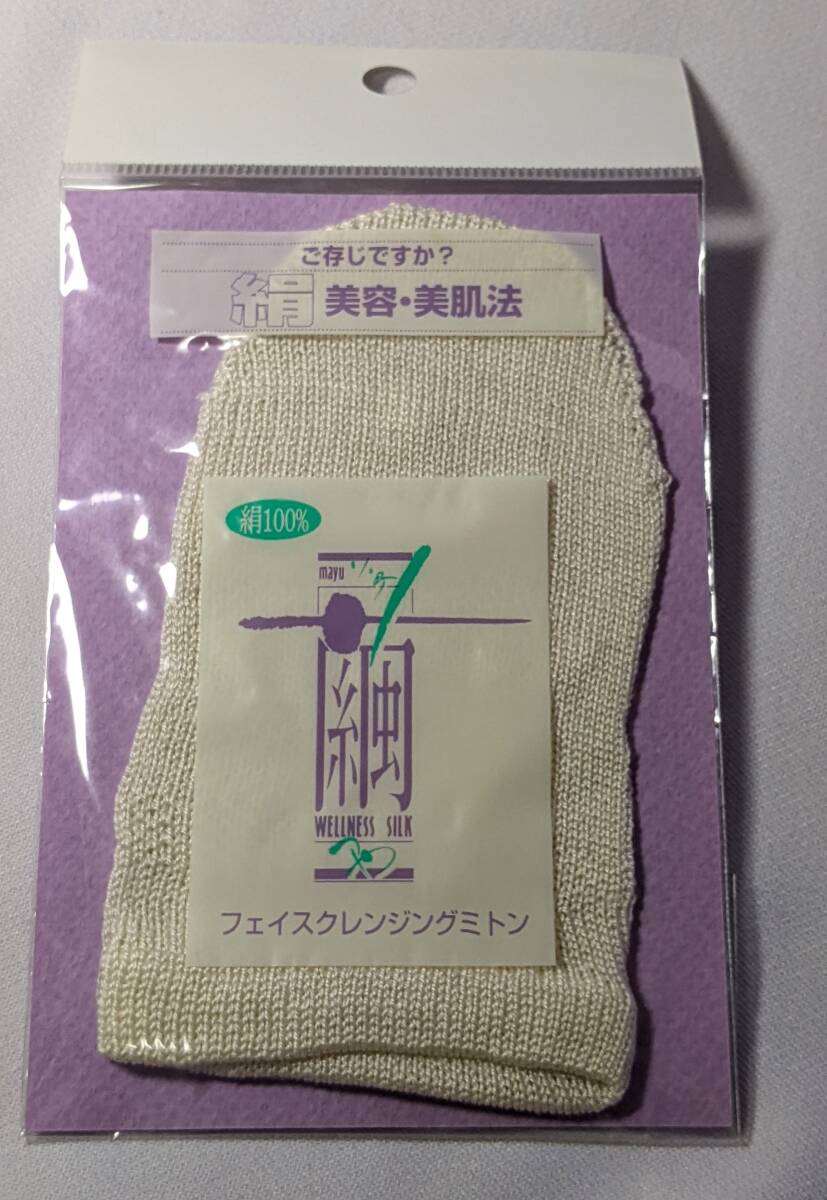 ご存じですか?
絹 美容・美肌法
絹100%
mayu
繭
WELLNESS SILK
フェイスクレンジングミトン